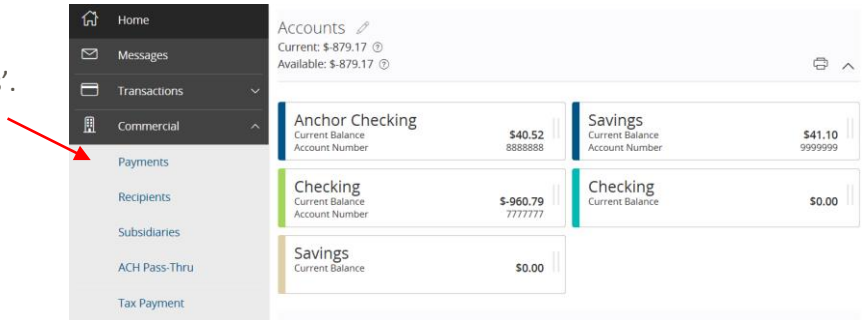 '.
Home
Messages
Transactions
Commercial
Payments
Recipients
Subsidiaries
ACH Pass-Thru
Tax Payment
Accounts
Current: $-879.17
Available: $-879.17
Anchor Checking
Current Balance $40.52
Account Number 8888888
Savings
Current Balance $41.10
Account Number 9999999
Checking
Current Balance $-960.79
Account Number 7777777
Checking
Current Balance $0.00
Savings
Current Balance $0.00